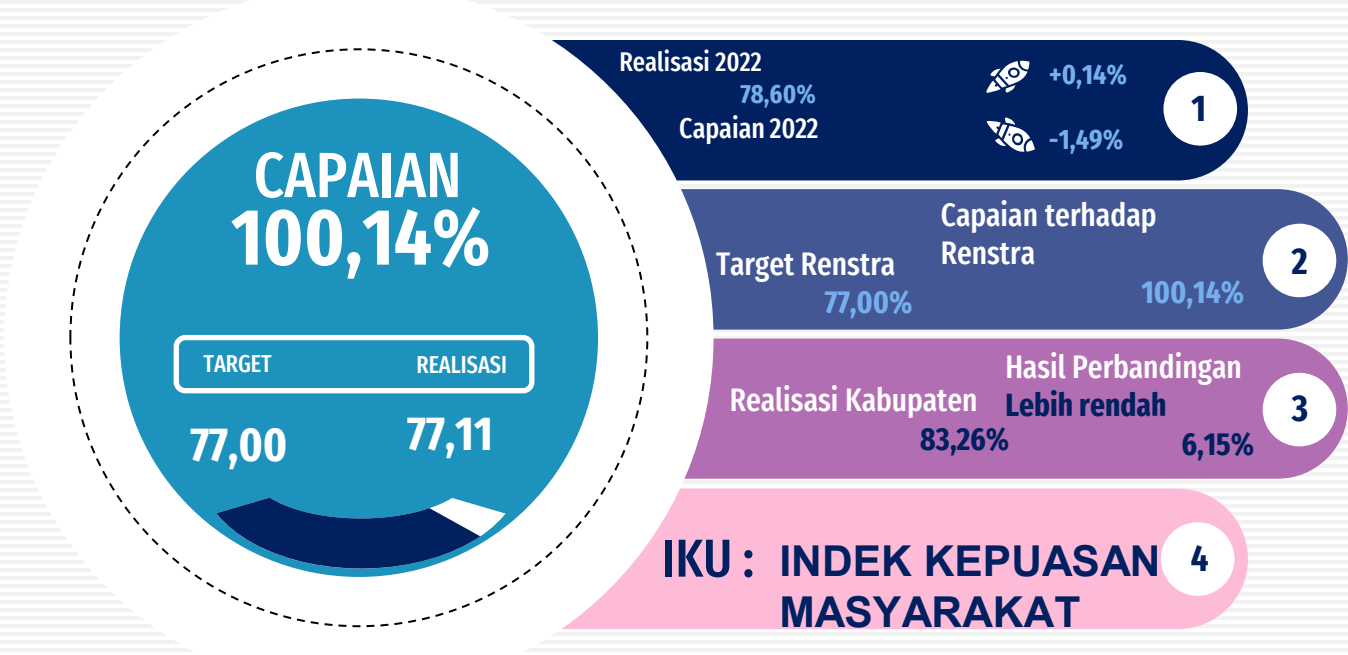 CAPAIAN
100,14%
TARGET
REALISASI
77,00
77,11
Realisasi 2022
78,60%
Capaian 2022
+0,14%
-1,49%
1
Target Renstra
77,00%
Capaian terhadap
Renstra
100,14%
2
Realisasi Kabupaten
83,26%
Hasil Perbandingan
Lebih rendah
6,15%
3
IKU : INDEK KEPUASAN
MASYARAKAT
4